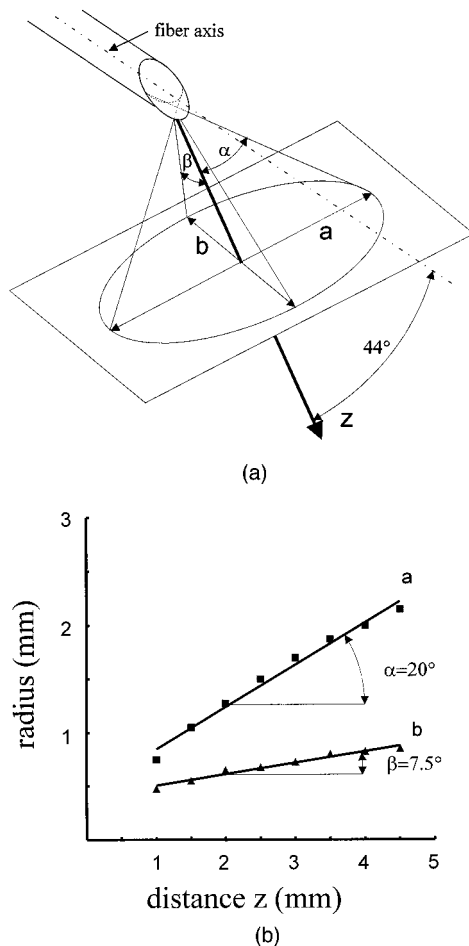 fiber axis
α
β
a
b
44°
z
(a)
3
a
2
α=20°
radius (mm)
b
1
β=7.5°
1 2 3 4 5
distance z (mm)
(b)